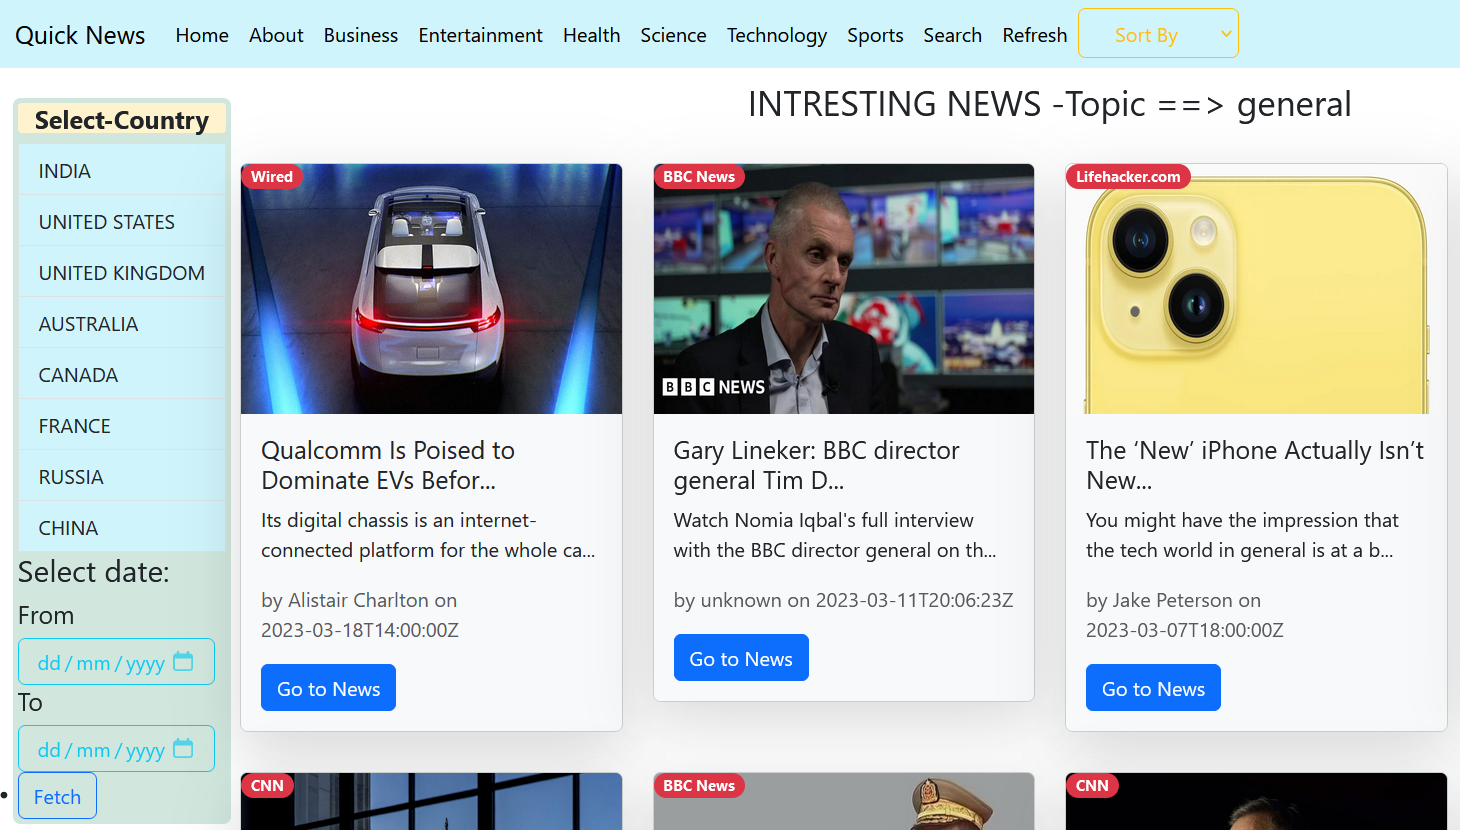 Quick News Home About Business Entertainment Health Science Technology Sports Search Refresh Sort By
INTRESTING NEWS -Topic ==> general
Select-Country
INDIA
UNITED STATES
UNITED KINGDOM
AUSTRALIA
CANADA
FRANCE
RUSSIA
CHINA
Select date:
From
dd/mm/yyyy
To
dd/mm/yyyy
Fetch
Wired
Qualcomm Is Poised to
Dominate EVs Befor...
Its digital chassis is an internet-
connected platform for the whole ca...
by Alistair Charlton on
2023-03-18T14:00:00Z
Go to News
BBC News
BBC NEWS
Gary Lineker: BBC director
general Tim D...
Watch Nomia Iqbal's full interview
with the BBC director general on th...
by unknown on 2023-03-11T20:06:23Z
Go to News
Lifehacker.com
The ‘New’ iPhone Actually Isn’t
New...
You might have the impression that
the tech world in general is at a b...
by Jake Peterson on
2023-03-07T18:00:00Z
Go to News
CNN
BBC News
CNN